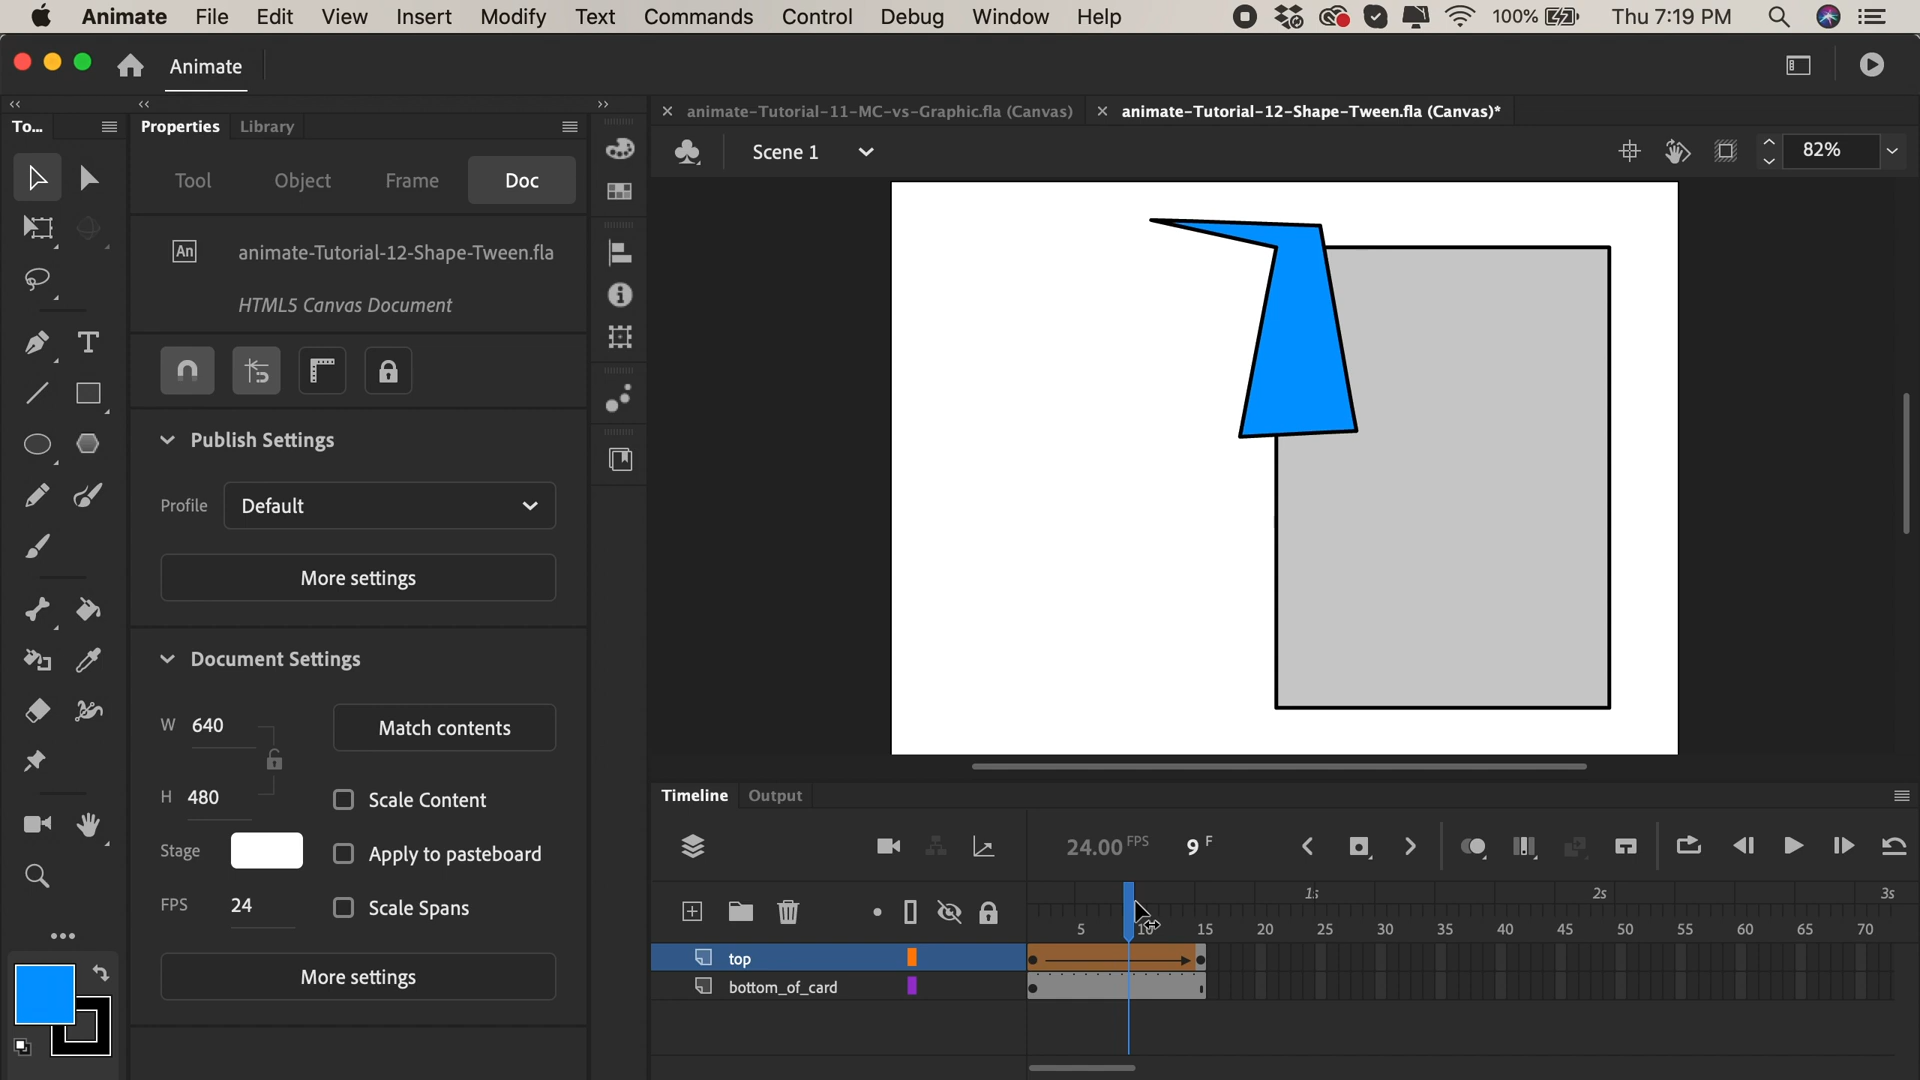 Animate File Edit View Insert Modify Text Commands Control Debug Window Help 100% Thu 7:19 PM
Animate
To... Properties Library
animate-Tutorial-11-MC-vs-Graphic.fla (Canvas) animate-Tutorial-12-Shape-Tween.fla (Canvas)*
Tool Object Frame Doc
Scene 1 82%
An animate-Tutorial-12-Shape-Tween.fla
HTML5 Canvas Document
Publish Settings
Profile Default
More settings
Document Settings
W 640 Match contents
H 480 Scale Content
Stage Apply to pasteboard
FPS 24 Scale Spans
More settings
Timeline Output
24.00 FPS 9 F
1s 2s 3s
5 10 15 20 25 30 35 40 45 50 55 60 65 70
top
bottom_of_card